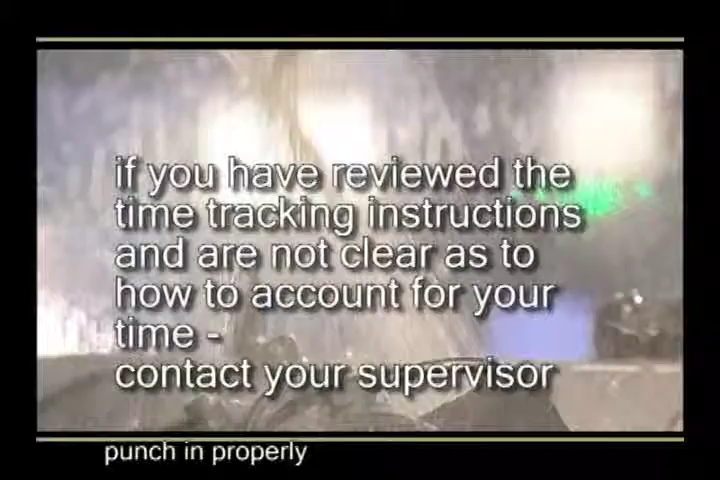 if you have reviewed the
time tracking instructions
and are not clear as to
how to account for your
time -
contact your supervisor
punch in properly